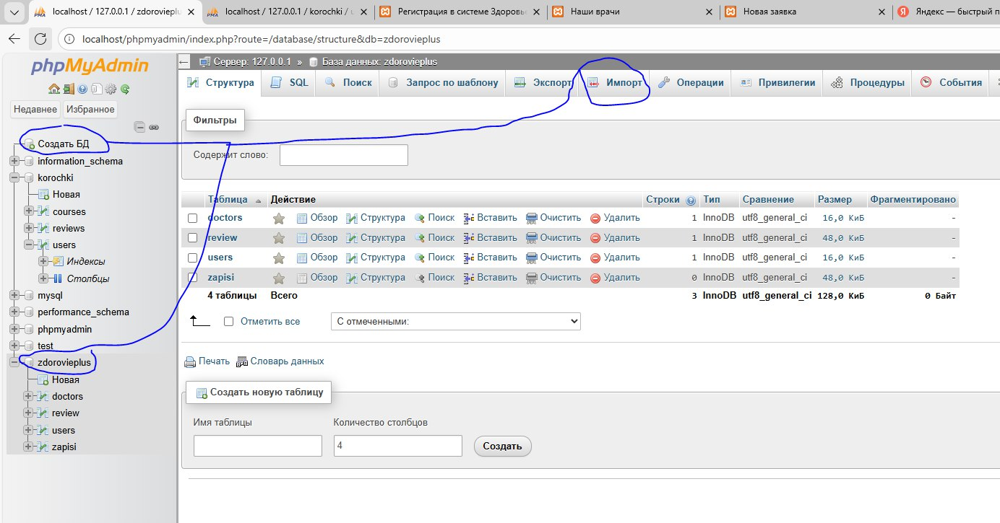 localhost / 127.0.0.1 / zdorovieplu
localhost / 127.0.0.1 / korochki / u
Регистрация в системе Здоровь
Наши врачи
Новая заявка
Яндекс — быстрый п
localhost/phpmyadmin/index.php?route=/database/structure&db=zdorovieplus
phpMyAdmin
Недавнее
Избранное
Создать БД
information_schema
korochki
Новая
courses
reviews
users
Индексы
Столбцы
mysql
performance_schema
phpmyadmin
test
zdorovieplus
Новая
doctors
review
users
zapisi
Сервер: 127.0.0.1 » База данных: zdorovieplus
Структура SQL Поиск Запрос по шаблону Экспорт Импорт Операции Привилегии Процедуры События
Фильтры
Содержит слово:
Таблица Действие Строки Тип Сравнение Размер Фрагментировано
doctors Обзор Структура Поиск Вставить Очистить Удалить 1 InnoDB utf8_general_ci 16,0 КиБ -
review Обзор Структура Поиск Вставить Очистить Удалить 1 InnoDB utf8_general_ci 48,0 КиБ -
users Обзор Структура Поиск Вставить Очистить Удалить 1 InnoDB utf8_general_ci 16,0 КиБ -
zapisi Обзор Структура Поиск Вставить Очистить Удалить 0 InnoDB utf8_general_ci 48,0 КиБ -
4 таблицы Всего 3 InnoDB utf8_general_ci 128,0 КиБ 0 Байт
Отметить все С отмеченными:
Печать Словарь данных
Создать новую таблицу
Имя таблицы Количество столбцов
4 Создать